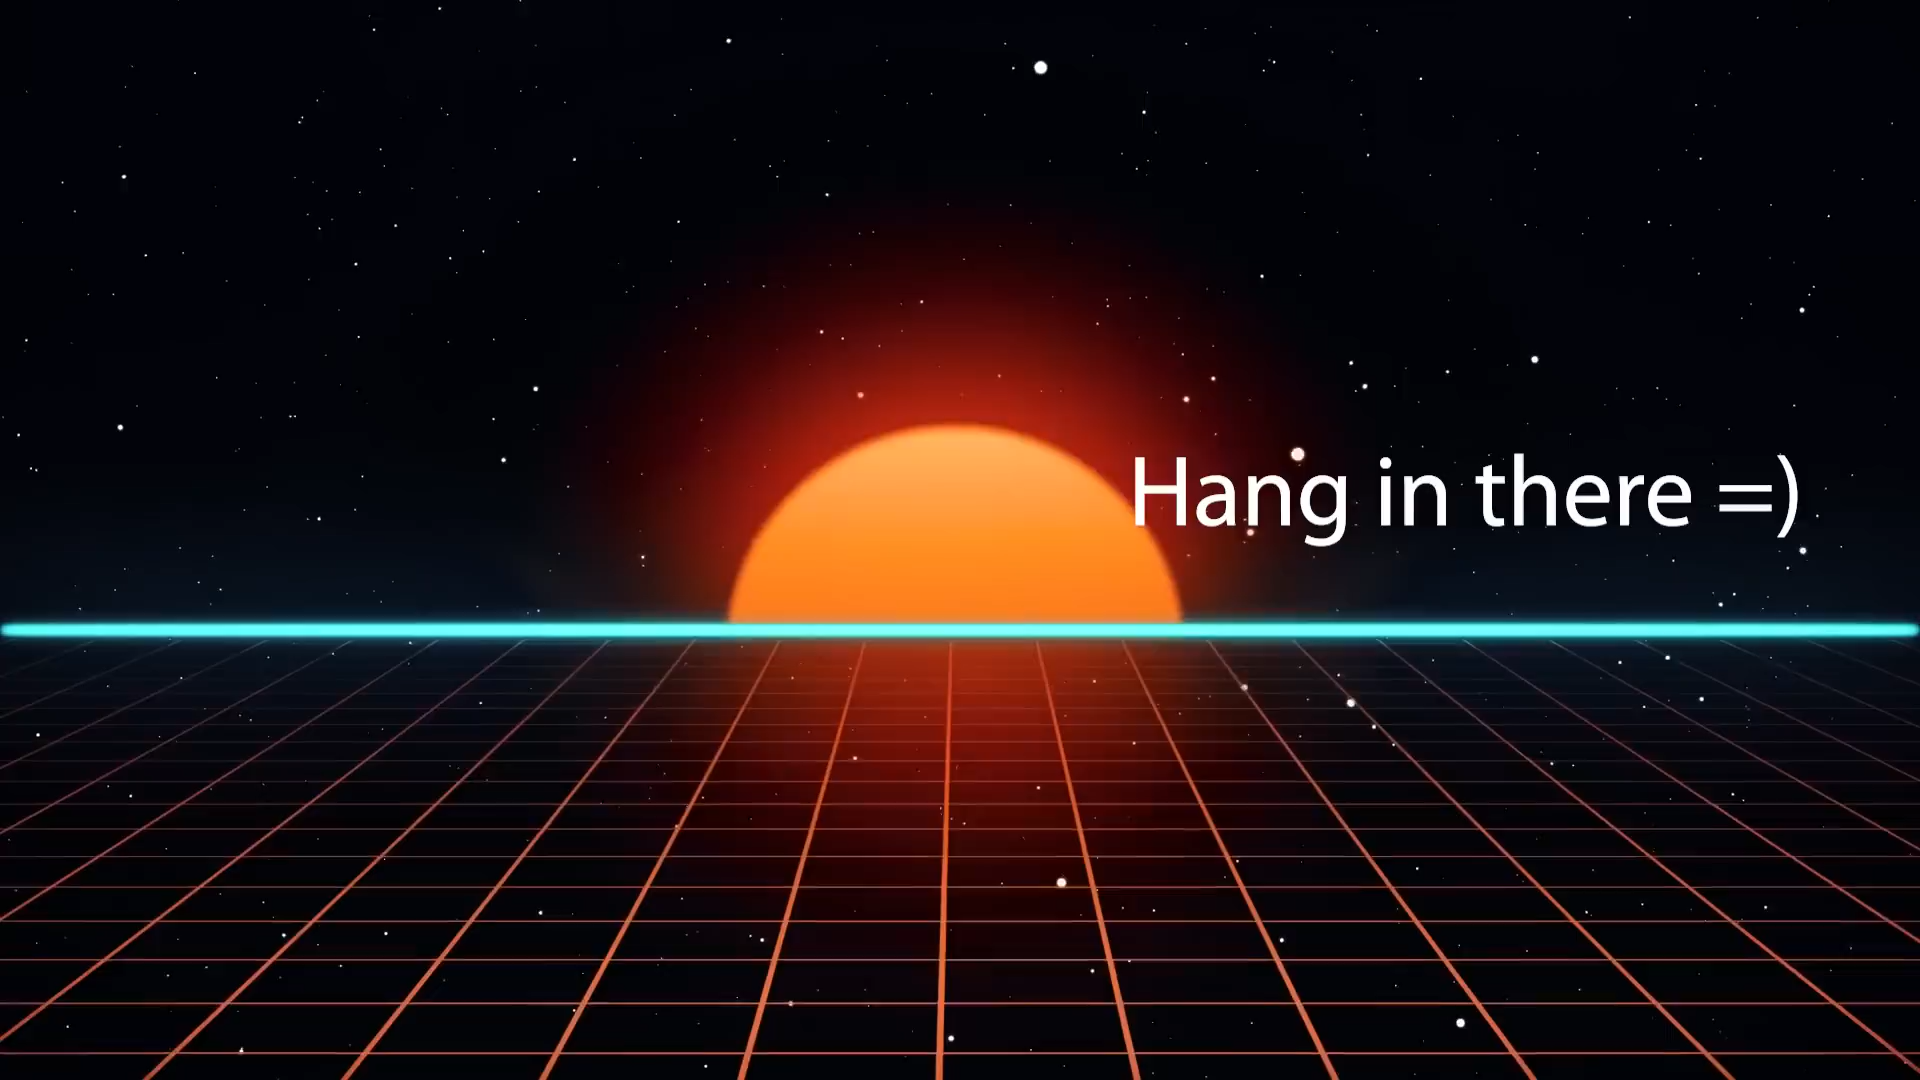 Hang in there =)